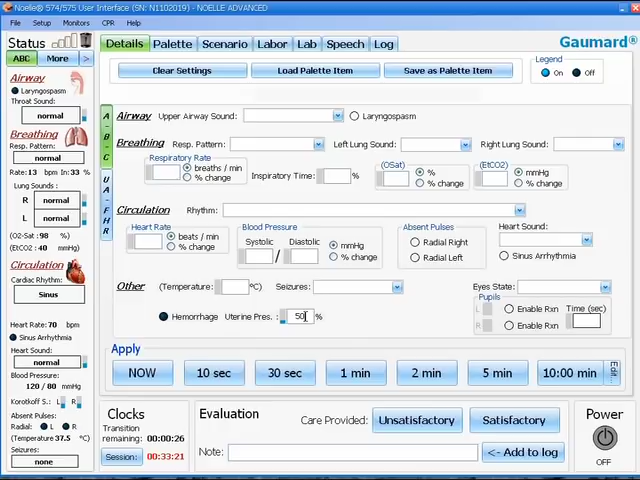 Noelle® 574/575 User Interface (SN: N1102019) - NOELLE ADVANCED
File Setup Monitors CPR Help
Status
ABC More >
Airway
Laryngospasm
Throat Sound:
normal
Breathing
Resp. Pattern:
normal
Rate: 13 bpm In: 33 %
Lung Sounds :
R normal
L normal
(O2-Sat : 98 %)
(EtCO2 : 40 mmHg)
Circulation
Cardiac Rhythm:
Sinus
Heart Rate: 70 bpm
Sinus Arrhythmia
Heart Sound:
normal
Blood Pressure:
120 / 80 mmHg
Korotkoff S.: L R
Absent Pulses:
Radial: L R
(Temperature 37.5 °C)
Seizures:
none
Details Palette Scenario Labor Lab Speech Log
Gaumard®
Clear Settings Load Palette Item Save as Palette Item
Legend
On Off
A - B - C
U A - F H R
Airway Upper Airway Sound: Laryngospasm
Breathing Resp. Pattern: Left Lung Sound: Right Lung Sound:
Respiratory Rate
breaths / min
% change
Inspiratory Time: %
(OSat)
%
% change
(EtCO2)
mmHg
% change
Circulation Rhythm:
Heart Rate
beats / min
% change
Blood Pressure
Systolic / Diastolic
mmHg
% change
Absent Pulses
Radial Right
Radial Left
Heart Sound:
Sinus Arrhythmia
Other (Temperature: °C) Seizures: Eyes State:
Hemorrhage Uterine Pres. : 50 %
Pupils
L Enable Rxn
R Enable Rxn
Time (sec)
Apply
NOW 10 sec 30 sec 1 min 2 min 5 min 10:00 min Edit...
Clocks
Transition remaining: 00:00:26
Session: 00:33:21
Evaluation
Care Provided: Unsatisfactory Satisfactory
Note: <- Add to log
Power
OFF